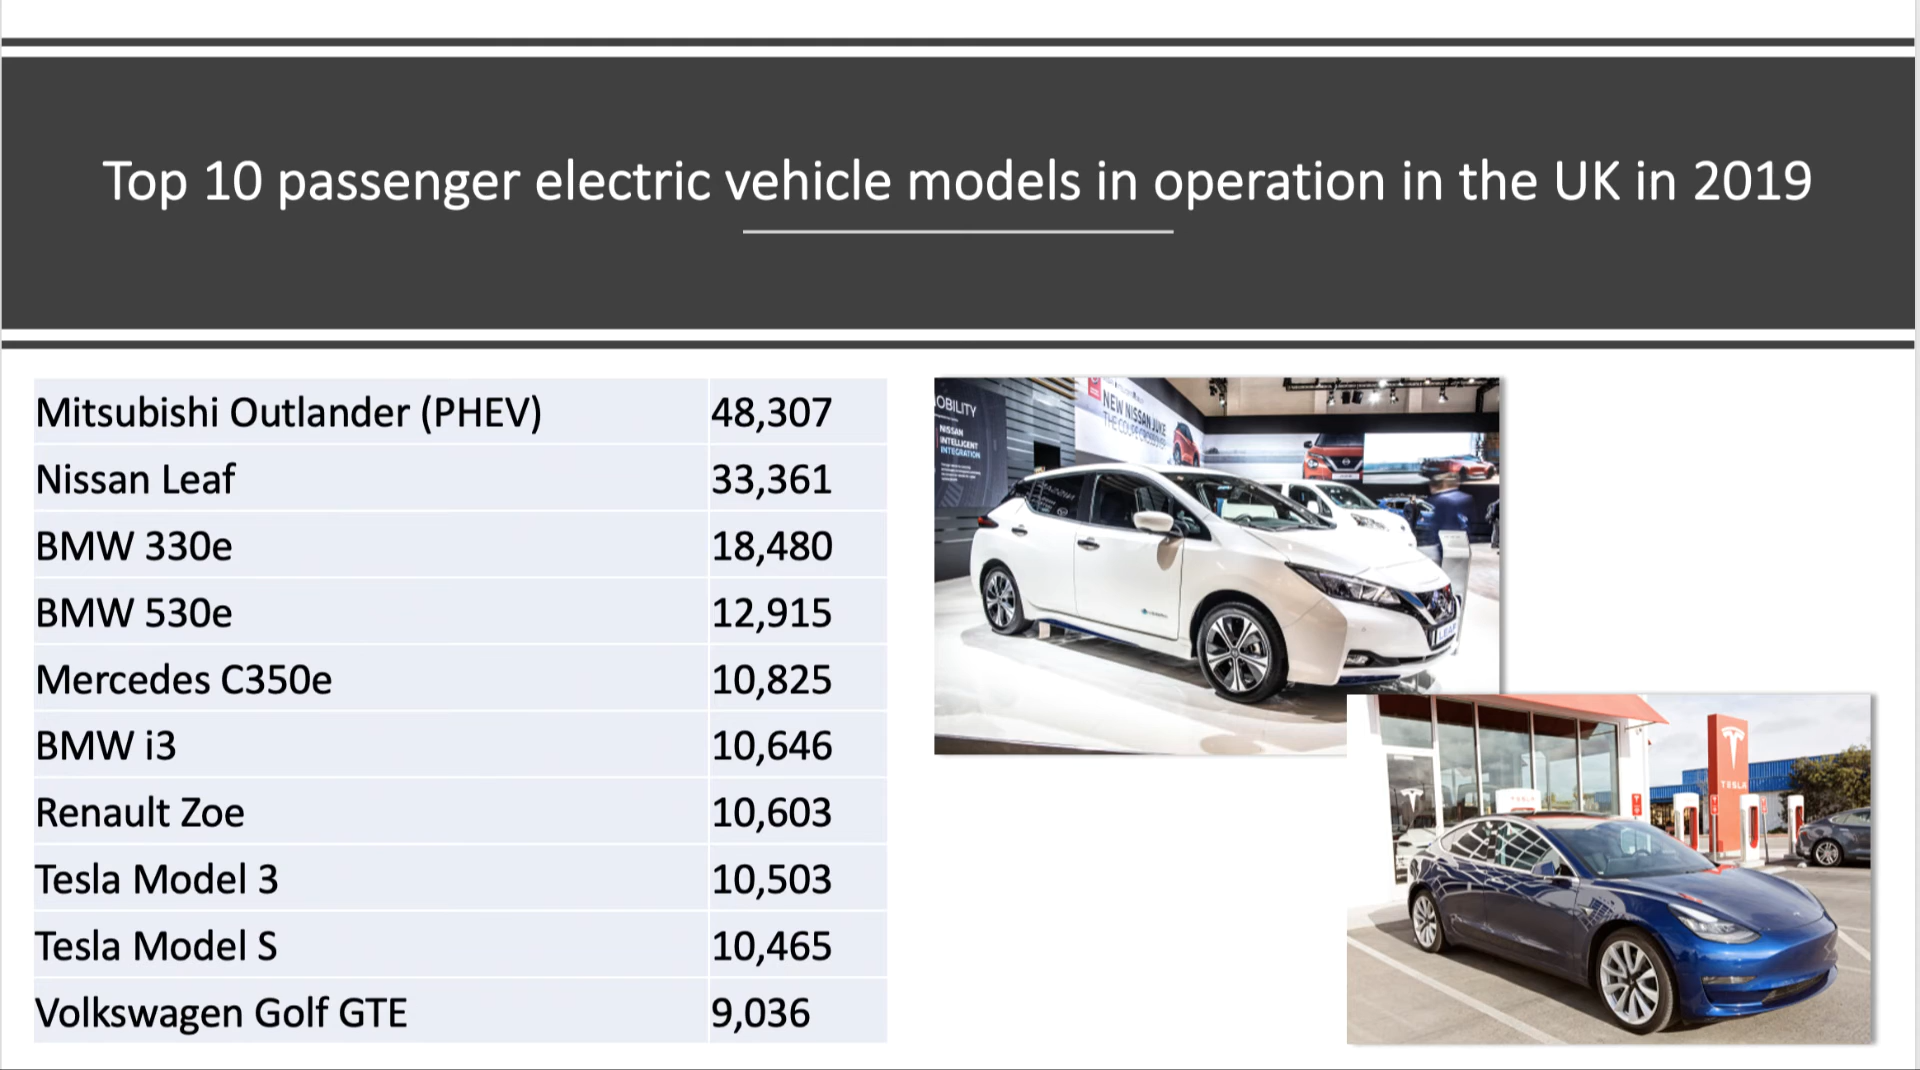 Top 10 passenger electric vehicle models in operation in the UK in 2019
Mitsubishi Outlander (PHEV) 48,307
Nissan Leaf 33,361
BMW 330e 18,480
BMW 530e 12,915
Mercedes C350e 10,825
BMW i3 10,646
Renault Zoe 10,603
Tesla Model 3 10,503
Tesla Model S 10,465
Volkswagen Golf GTE 9,036
OBILITY
NISSAN
INTELLIGENT
INTEGRATION
NEW NISSAN JUKE
LEAF
TESLA